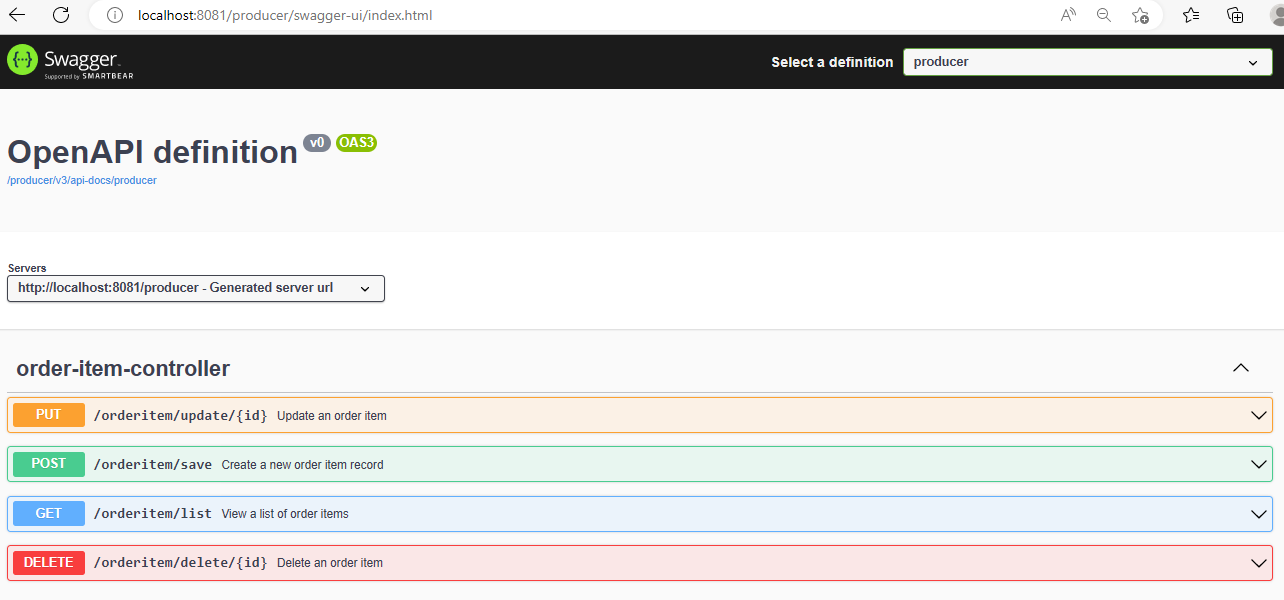 localhost:8081/producer/swagger-ui/index.html
Swagger
Supported by SMARTBEAR
Select a definition producer
OpenAPI definition v0 OAS3
/producer/v3/api-docs/producer
Servers
http://localhost:8081/producer - Generated server url
order-item-controller
PUT /orderitem/update/{id} Update an order item
POST /orderitem/save Create a new order item record
GET /orderitem/list View a list of order items
DELETE /orderitem/delete/{id} Delete an order item